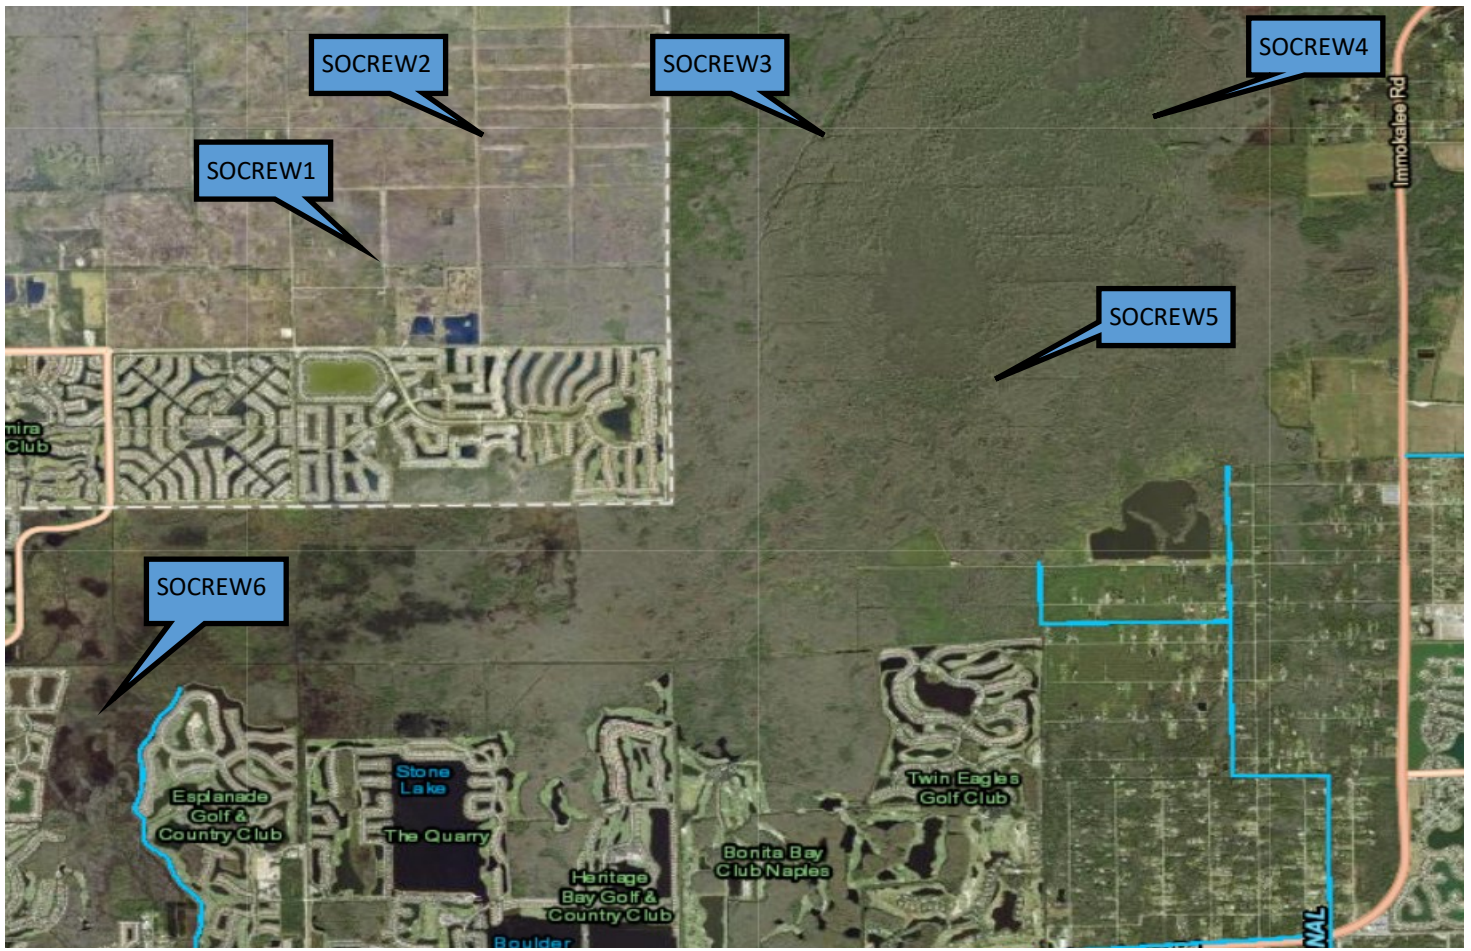 SOCREW4
SOCREW2
SOCREW3
Immokalee Rd
SOCREW1
SOCREW5
mira
Club
SOCREW6
Stone
Lake
Twin Eagles
Golf Club
Esplanade
Golf &
Country Club
The Quarry
Bonita Bay
Club Naples
Heritage
Bay Golf &
Country Club
Boulder
NAL